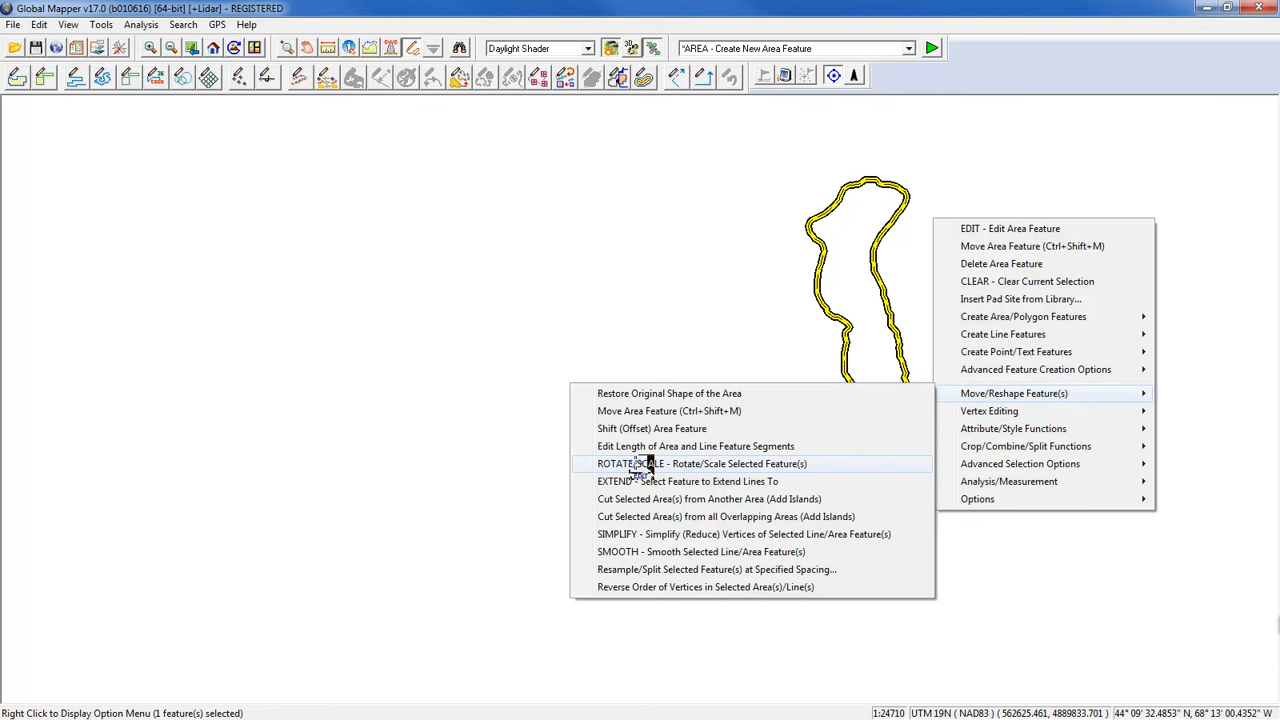 Global Mapper v17.0 (b010616) [64-bit] [+Lidar] - REGISTERED
File Edit View Tools Analysis Search GPS Help
Daylight Shader *AREA - Create New Area Feature
EDIT - Edit Area Feature
Move Area Feature (Ctrl+Shift+M)
Delete Area Feature
CLEAR - Clear Current Selection
Insert Pad Site from Library...
Create Area/Polygon Features
Create Line Features
Create Point/Text Features
Advanced Feature Creation Options
Move/Reshape Feature(s)
Vertex Editing
Attribute/Style Functions
Crop/Combine/Split Functions
Advanced Selection Options
Analysis/Measurement
Options
Restore Original Shape of the Area
Move Area Feature (Ctrl+Shift+M)
Shift (Offset) Area Feature
Edit Length of Area and Line Feature Segments
ROTATE/SCALE - Rotate/Scale Selected Feature(s)
EXTEND - Select Feature to Extend Lines To
Cut Selected Area(s) from Another Area (Add Islands)
Cut Selected Area(s) from all Overlapping Areas (Add Islands)
SIMPLIFY - Simplify (Reduce) Vertices of Selected Line/Area Feature(s)
SMOOTH - Smooth Selected Line/Area Feature(s)
Resample/Split Selected Feature(s) at Specified Spacing...
Reverse Order of Vertices in Selected Area(s)/Line(s)
Right Click to Display Option Menu (1 feature(s) selected)
1:24710 UTM 19N ( NAD83 ) ( 562625.461, 4889833.701 ) 44° 09' 32.4853" N, 68° 13' 00.4352" W